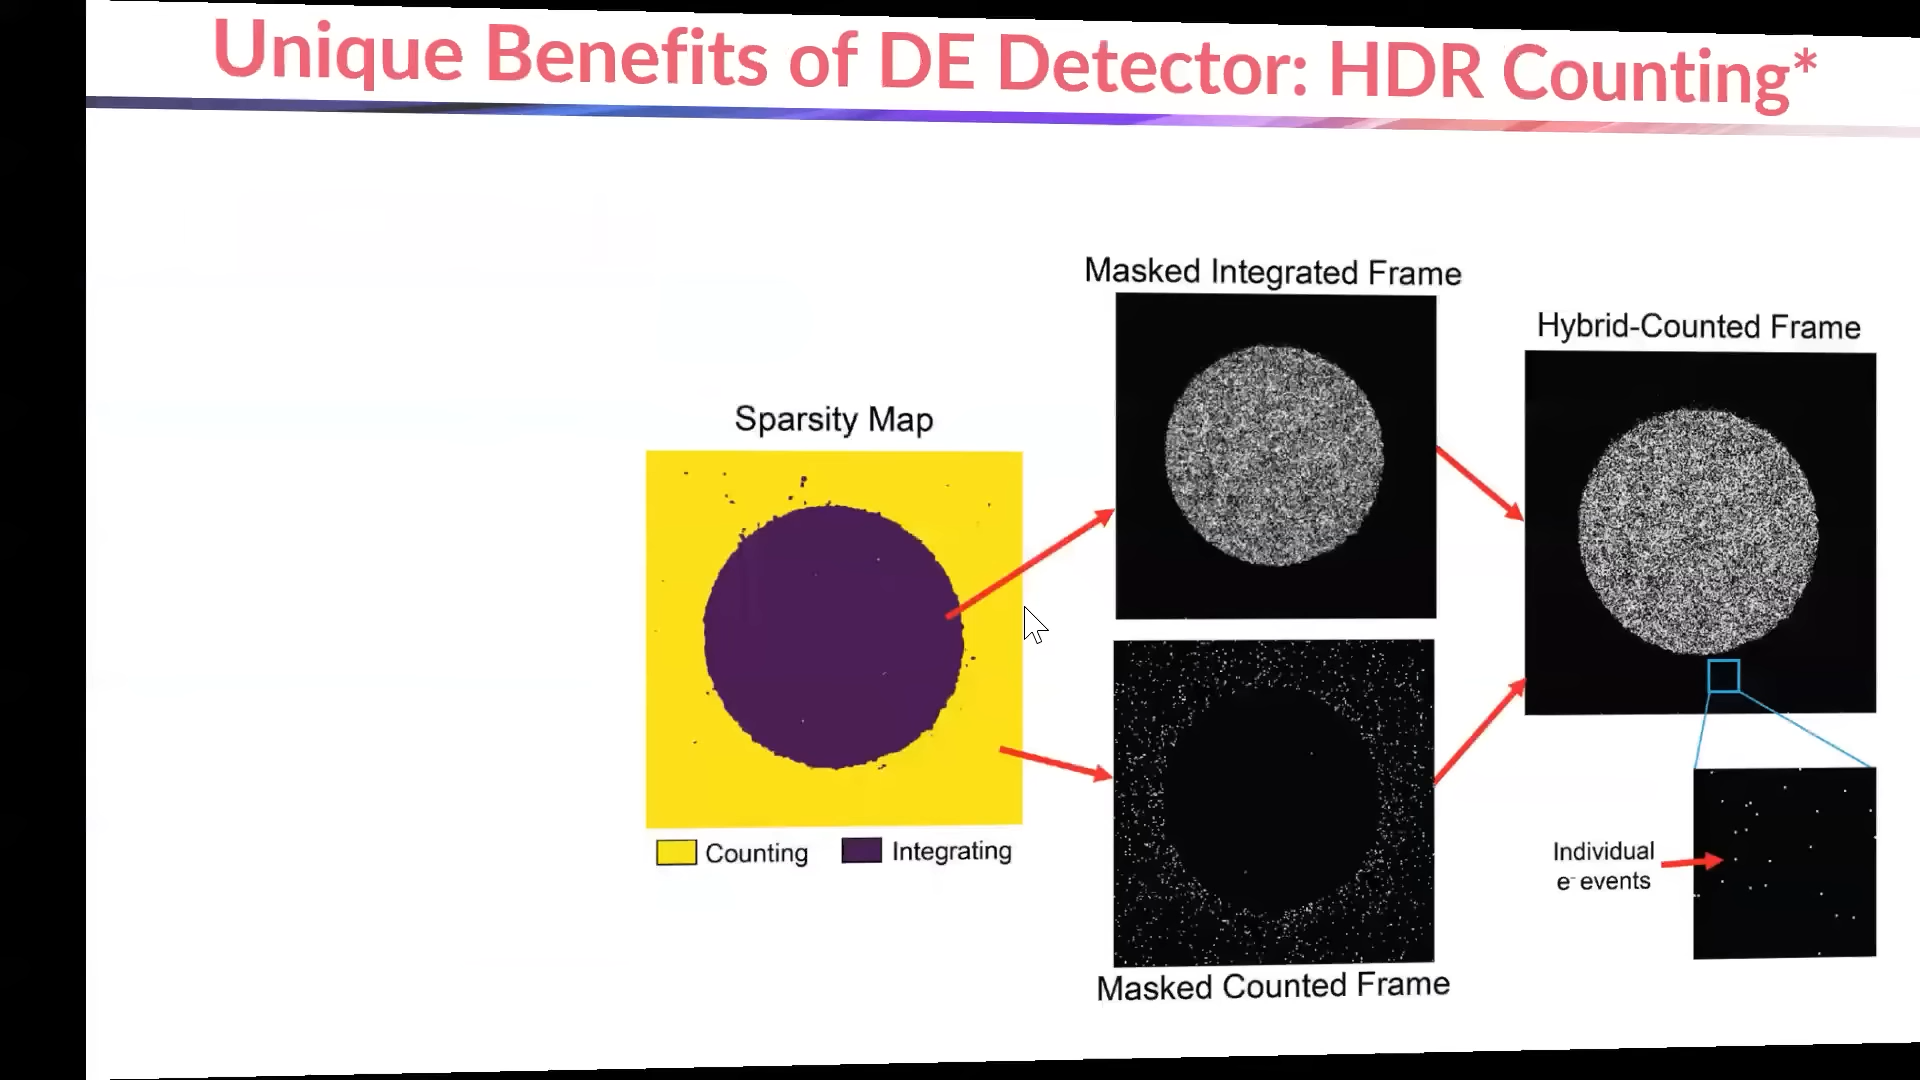 Unique Benefits of DE Detector: HDR Counting*
Masked Integrated Frame
Hybrid-Counted Frame
Sparsity Map
Counting
Integrating
Individual
e⁻ events
Masked Counted Frame